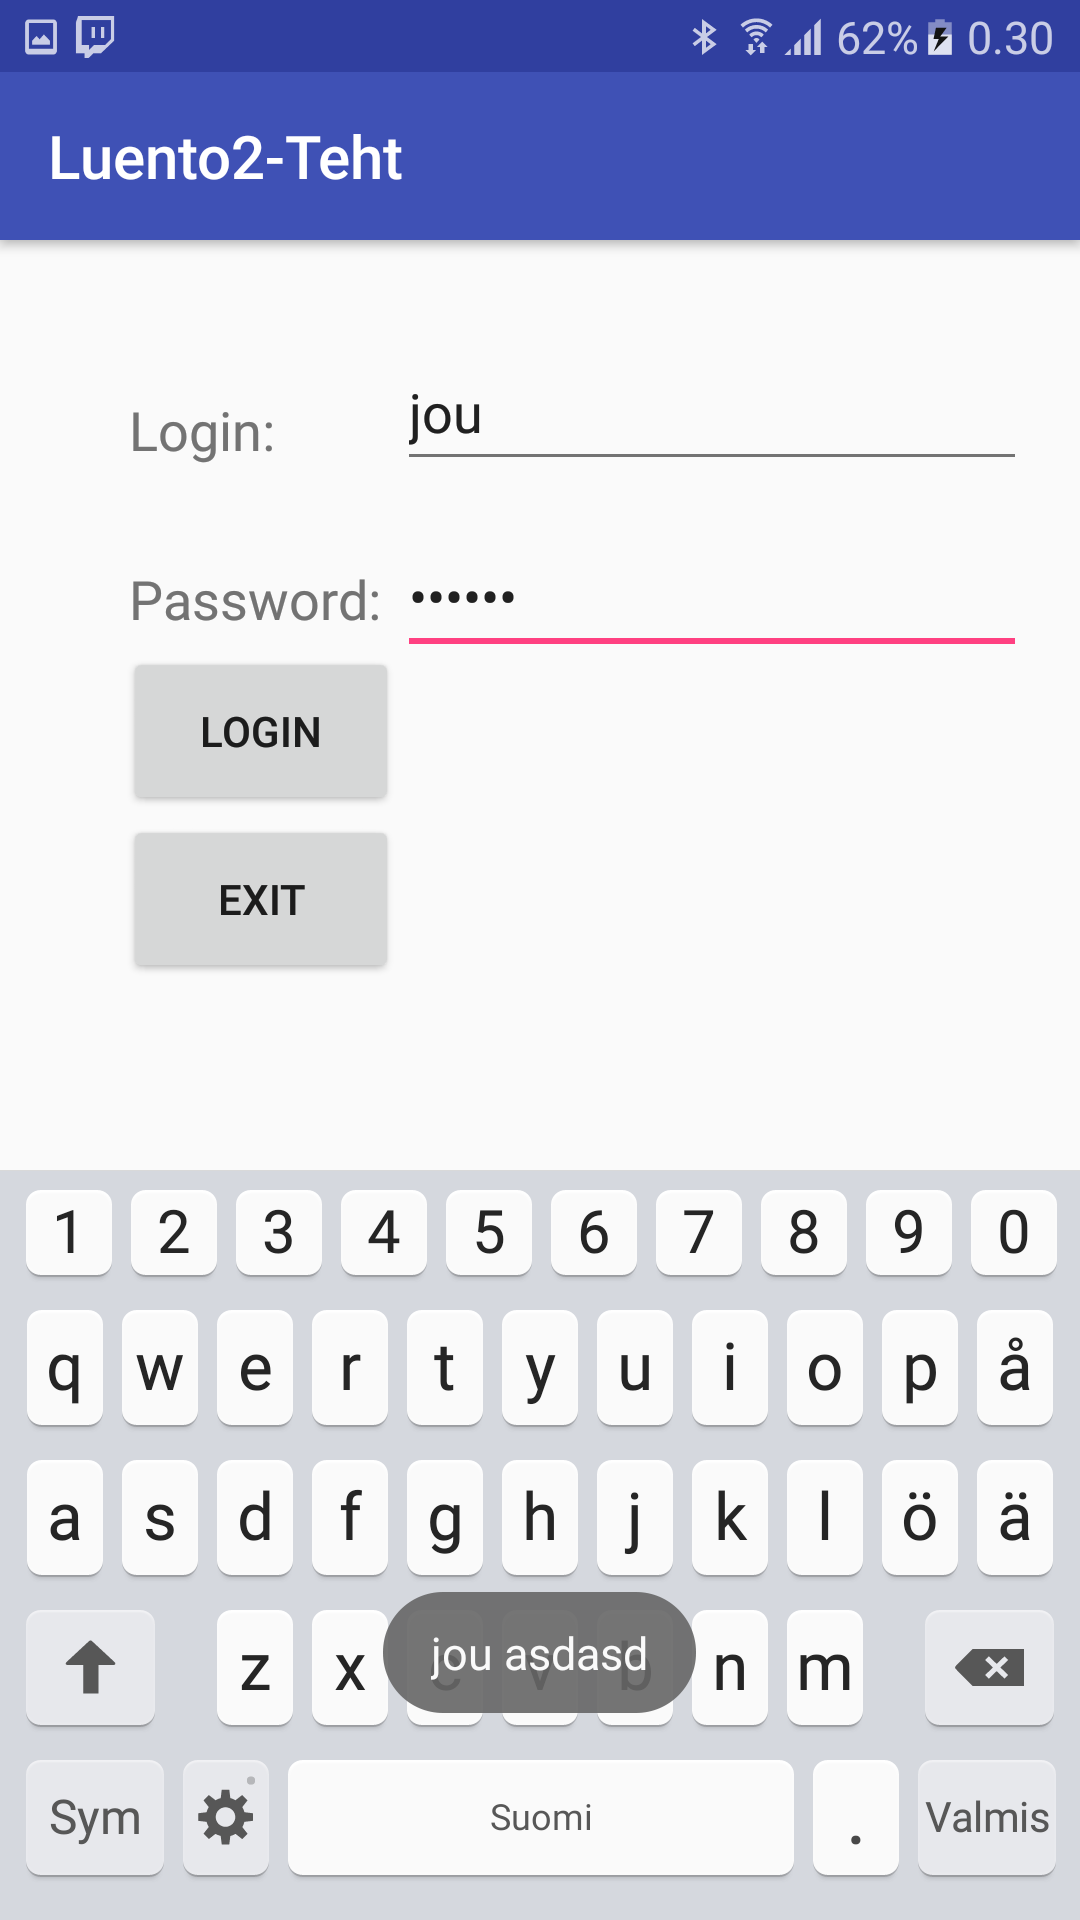 62% 0.30
Luento2-Teht
Login: jou
Password: ••••••
LOGIN
EXIT
1 2 3 4 5 6 7 8 9 0
q w e r t y u i o p å
a s d f g h j k l ö ä
z x c v b n m
jou asdasd
Sym Suomi . Valmis